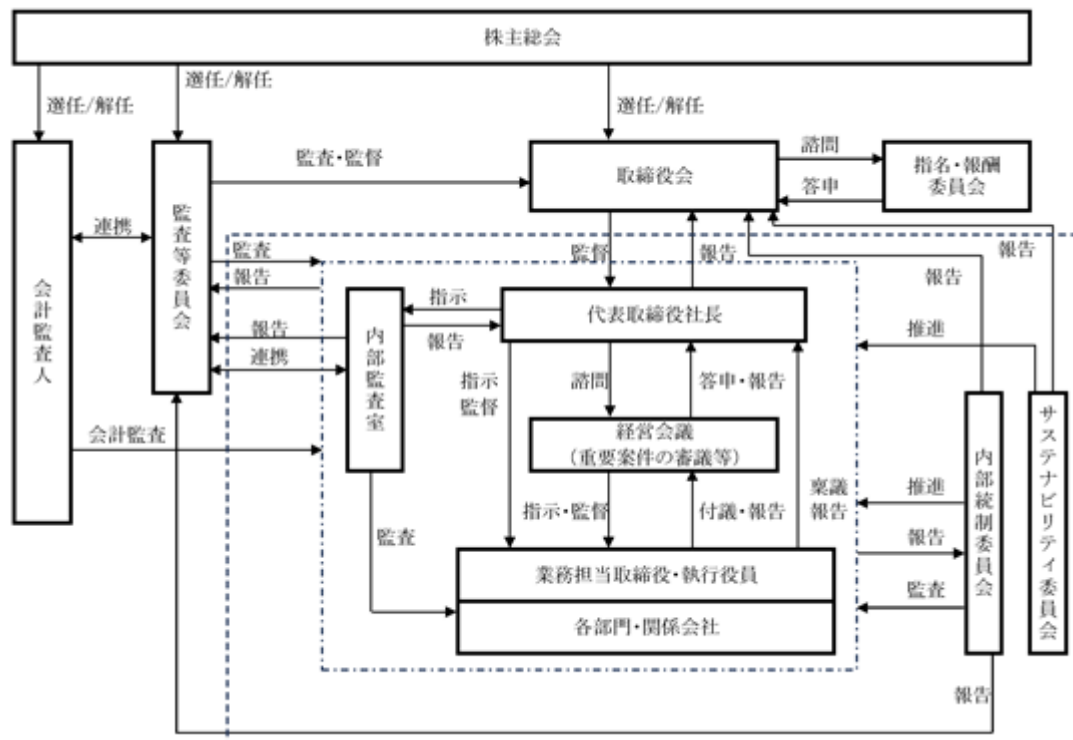 株主総会
選任/解任
選任/解任
選任/解任
監査・監督
取締役会
諮問
答申
指名・報酬
委員会
連携
監査等委員会
会計監査人
監査
報告
監督
報告
報告
報告
内部監査室
指示
報告
代表取締役社長
報告
連携
推進
指示
監督
諮問
答申・報告
経営会議
(重要案件の審議等)
会計監査
監査
指示・監督
付議・報告
稟議
報告
推進
報告
監査
内部統制委員会
サステナビリティ委員会
業務担当取締役・執行役員
各部門・関係会社
報告